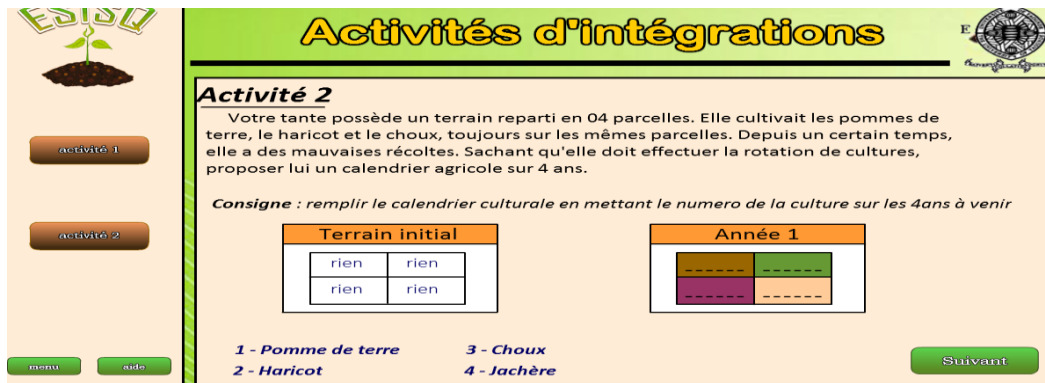 ESTSQ
Activités d'intégrations
E
Activité 2
Votre tante possède un terrain reparti en 04 parcelles. Elle cultivait les pommes de
terre, le haricot et le choux, toujours sur les mêmes parcelles. Depuis un certain temps,
elle a des mauvaises récoltes. Sachant qu'elle doit effectuer la rotation de cultures,
proposer lui un calendrier agricole sur 4 ans.
Consigne : remplir le calendrier culturale en mettant le numero de la culture sur les 4ans à venir
activité 1
activité 2
Terrain initial
rien rien
rien rien
Année 1
------ ------
------ ------
1 - Pomme de terre
2 - Haricot
3 - Choux
4 - Jachère
menu
aide
Suivant